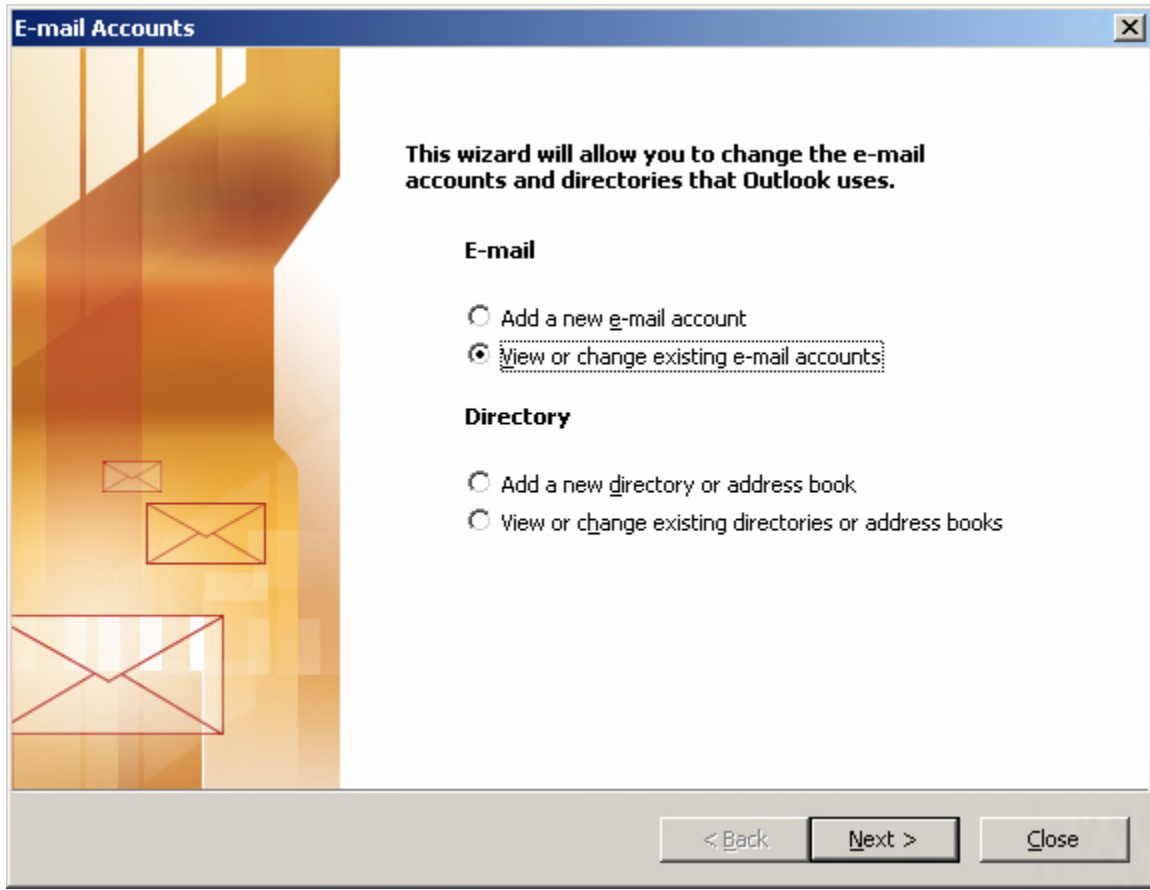 E-mail Accounts
This wizard will allow you to change the e-mail
accounts and directories that Outlook uses.
E-mail
Add a new e-mail account
View or change existing e-mail accounts
Directory
Add a new directory or address book
View or change existing directories or address books
< Back
Next >
Close